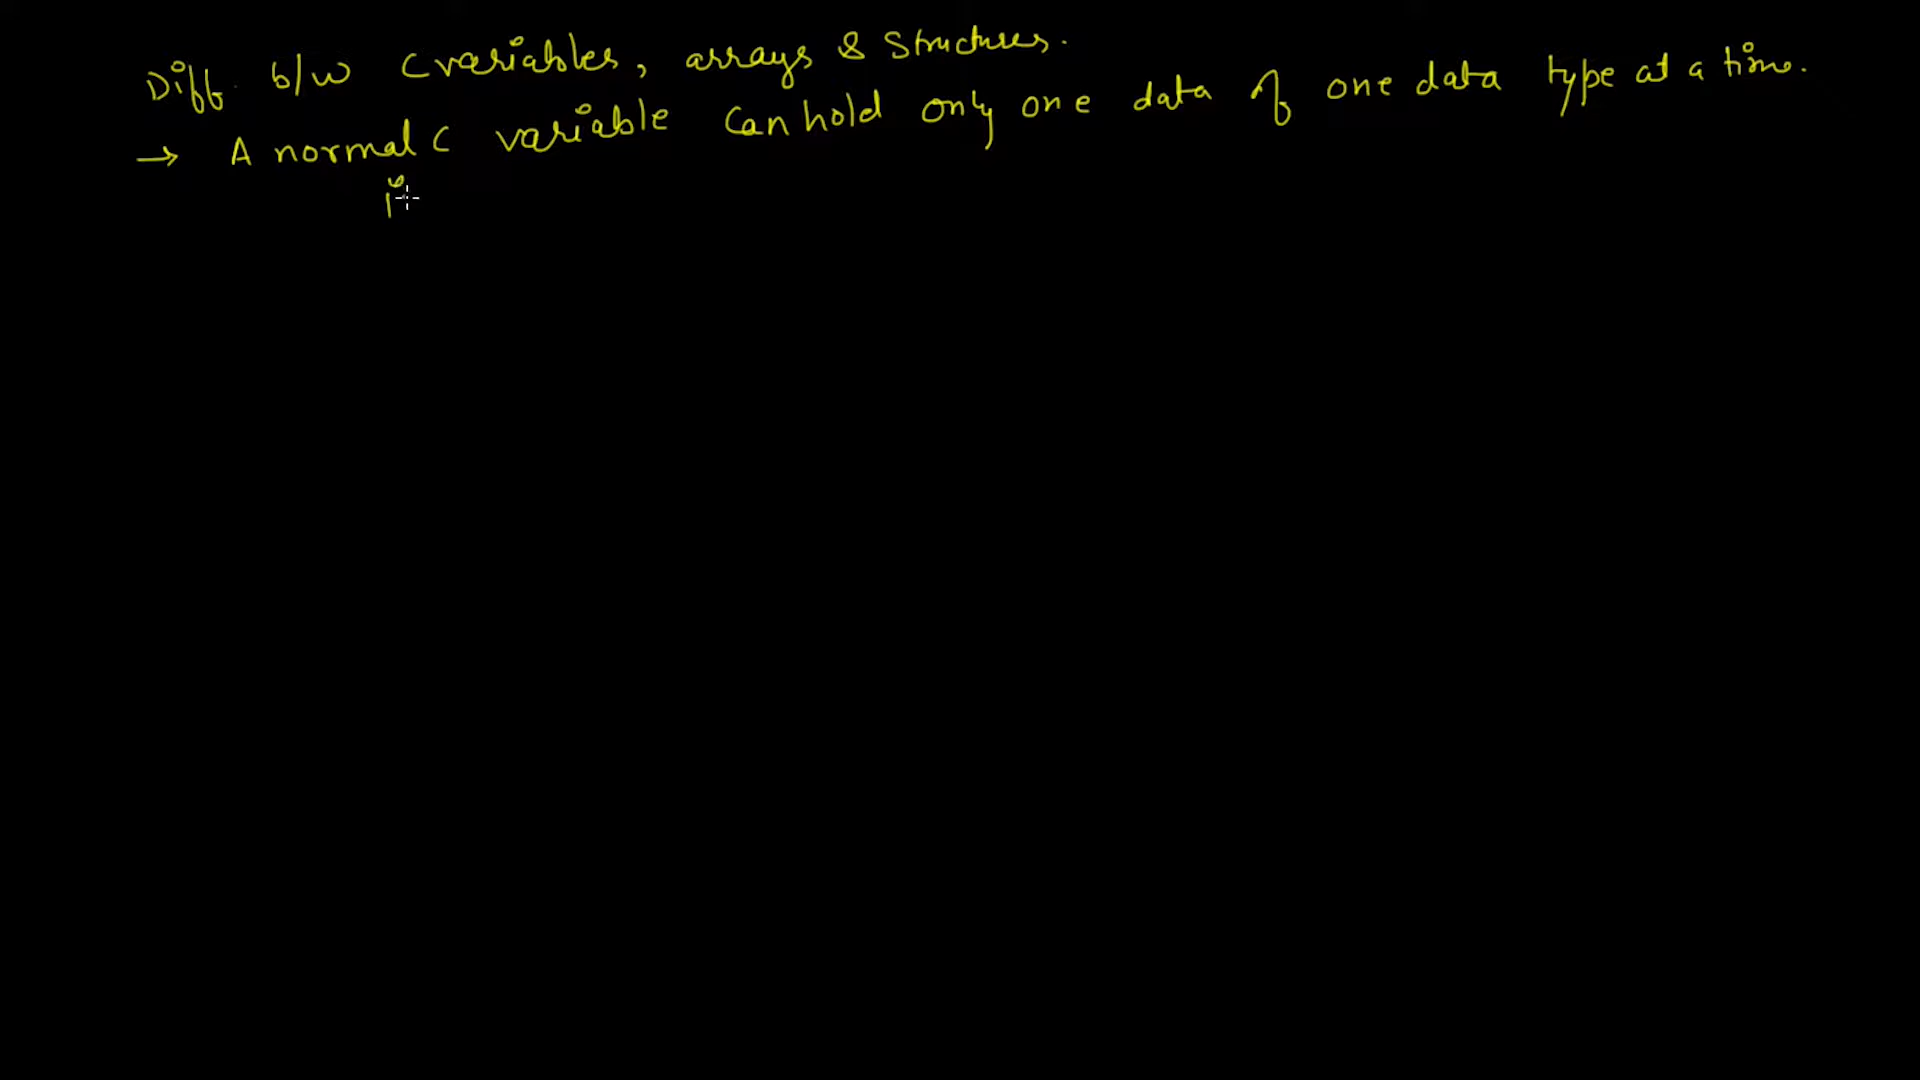 Diff. b/w C variables, arrays & structures.
→ A normal C variable can hold only one data of one data type at a time.
i